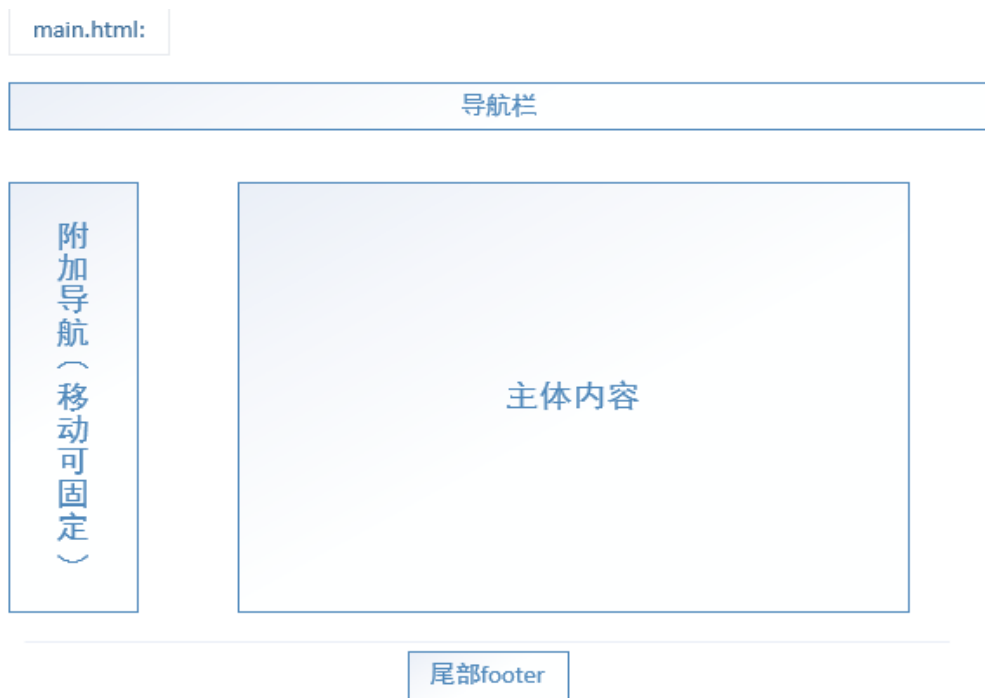 main.html:
导航栏
附加导航（移动可固定）
主体内容
尾部footer